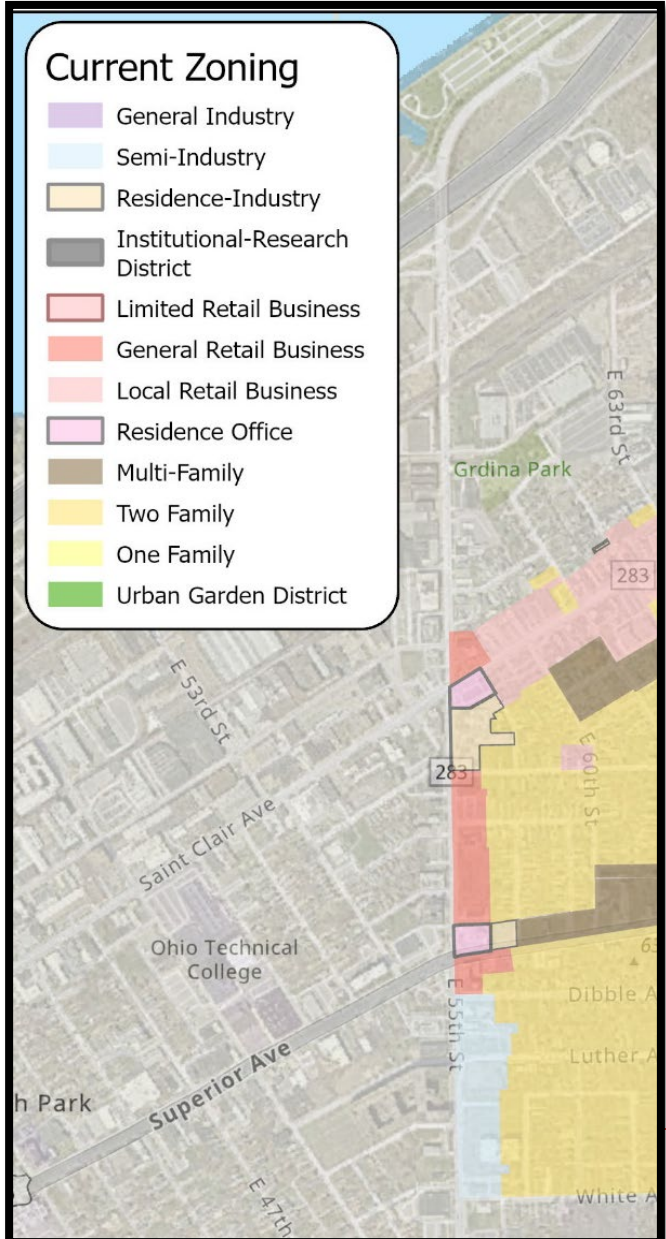 Current Zoning
General Industry
Semi-Industry
Residence-Industry
Institutional-Research
District
Limited Retail Business
General Retail Business
Local Retail Business
Residence Office
Multi-Family
Two Family
One Family
Urban Garden District
E 63rd St
Grdina Park
283
E 53rd St
E 60th St
283
Saint Clair Ave
Ohio Technical
College
63
Dibble A
E 55th St
Luther A
Superior Ave
h Park
E 47th
White A